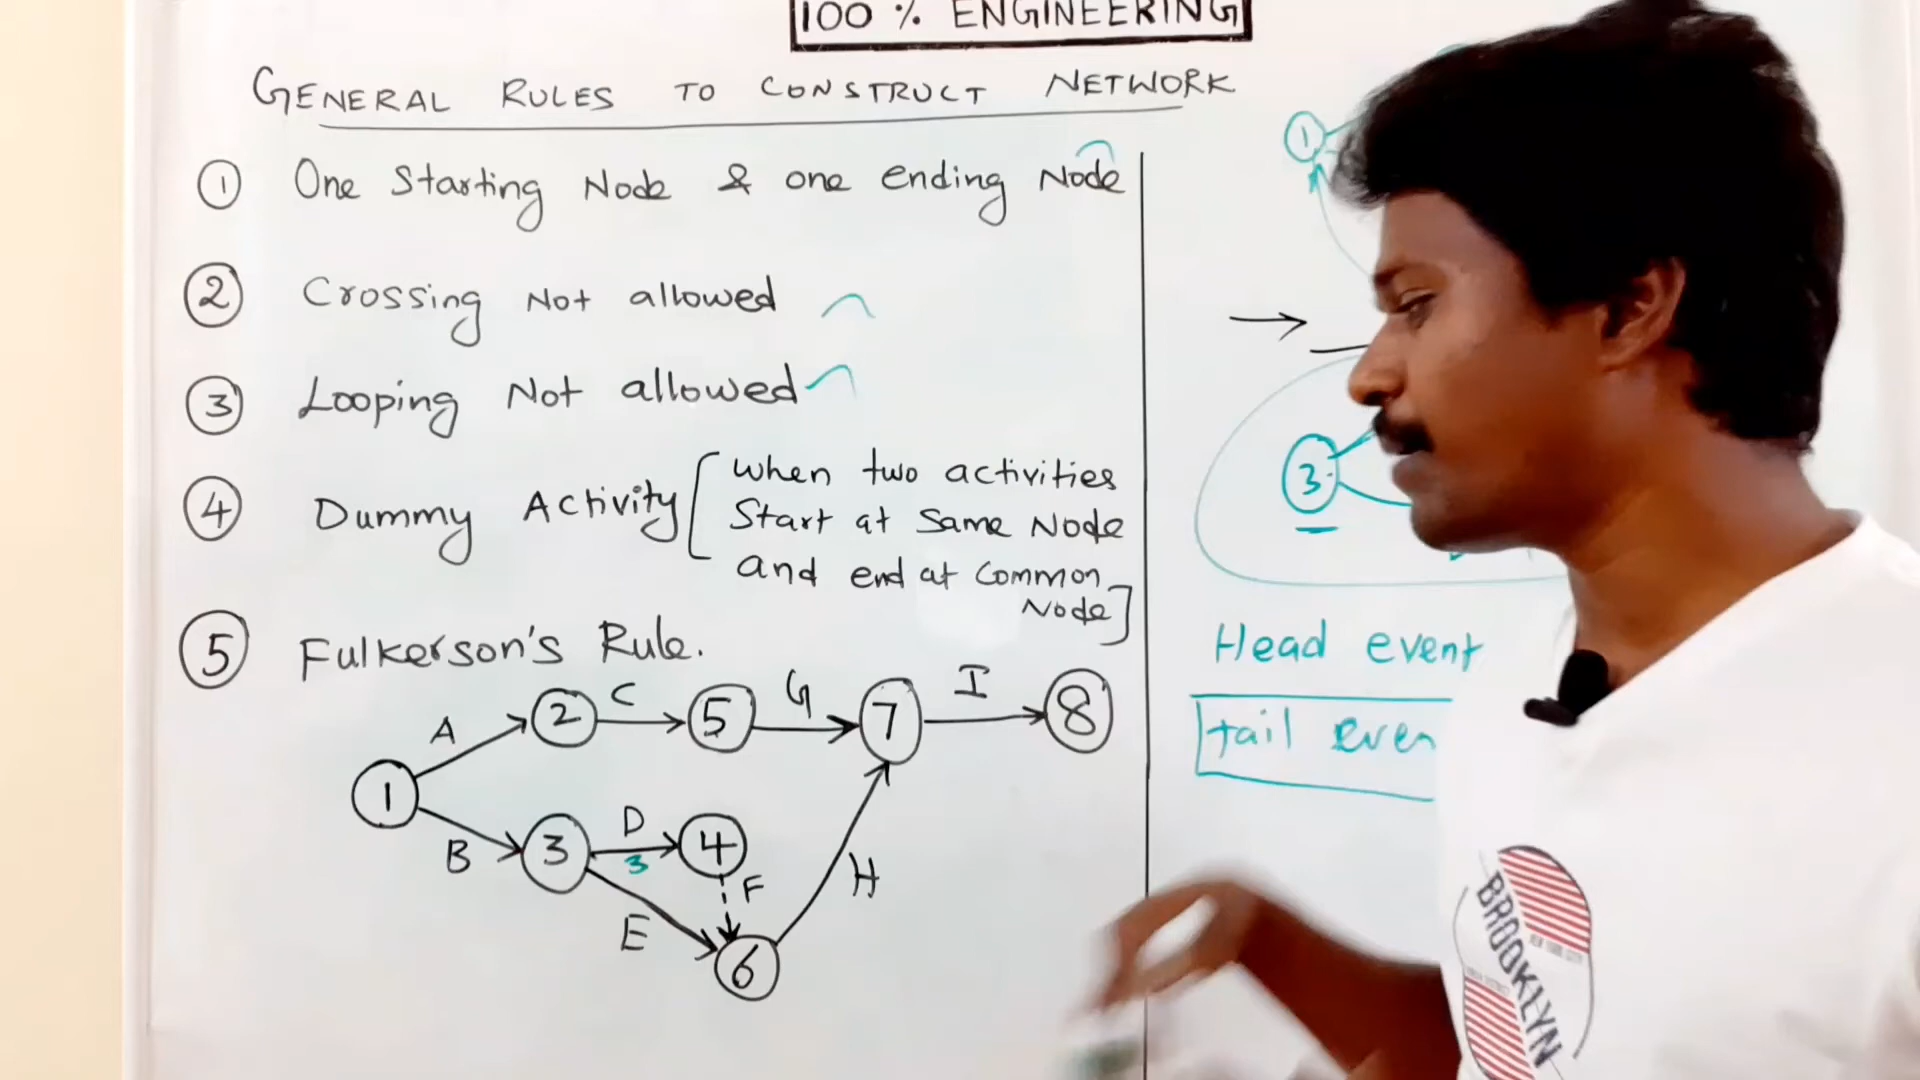 100 % ENGINEERING
GENERAL RULES TO CONSTRUCT NETWORK
1 One Starting Node & one ending Node
2 Crossing Not allowed
3 Looping Not allowed
4 Dummy Activity [ when two activities
Start at Same Node
and end at Common
Node ]
5 Fulkerson's Rule.
A C G I
1 2 5 7 8
B 3 D 3 4 F
E 6 H
1
3
Head event
tail even
BROOKLYN